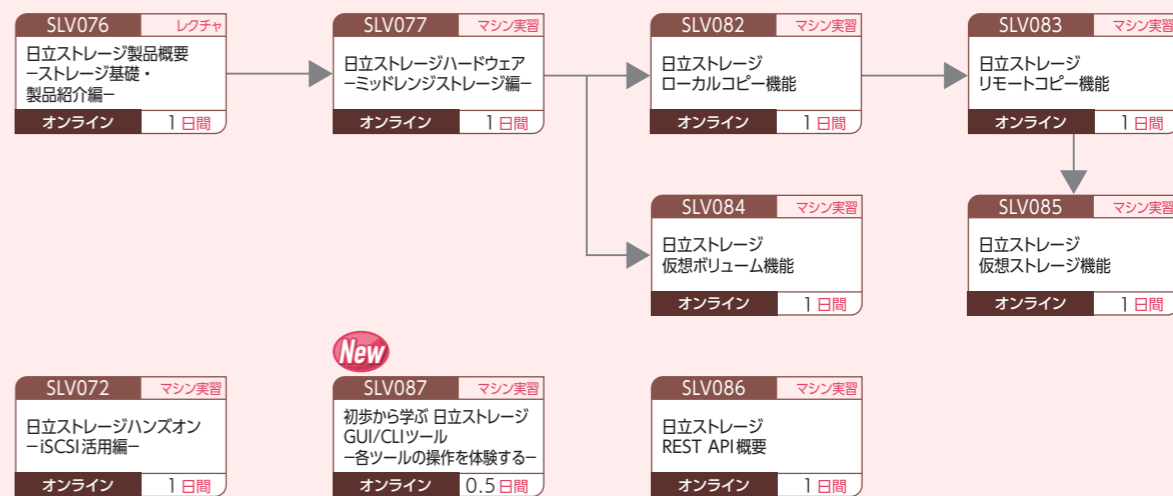 SLV076 レクチャ
日立ストレージ製品概要
−ストレージ基礎・
製品紹介編−
オンライン 1日間
SLV077 マシン実習
日立ストレージハードウェア
−ミッドレンジストレージ編−
オンライン 1日間
SLV082 マシン実習
日立ストレージ
ローカルコピー機能
オンライン 1日間
SLV083 マシン実習
日立ストレージ
リモートコピー機能
オンライン 1日間
SLV084 マシン実習
日立ストレージ
仮想ボリューム機能
オンライン 1日間
SLV085 マシン実習
日立ストレージ
仮想ストレージ機能
オンライン 1日間
SLV072 マシン実習
日立ストレージハンズオン
−iSCSI活用編−
オンライン 1日間
New
SLV087 マシン実習
初歩から学ぶ 日立ストレージ
GUI/CLIツール
−各ツールの操作を体験する−
オンライン 0.5日間
SLV086 マシン実習
日立ストレージ
REST API概要
オンライン 1日間